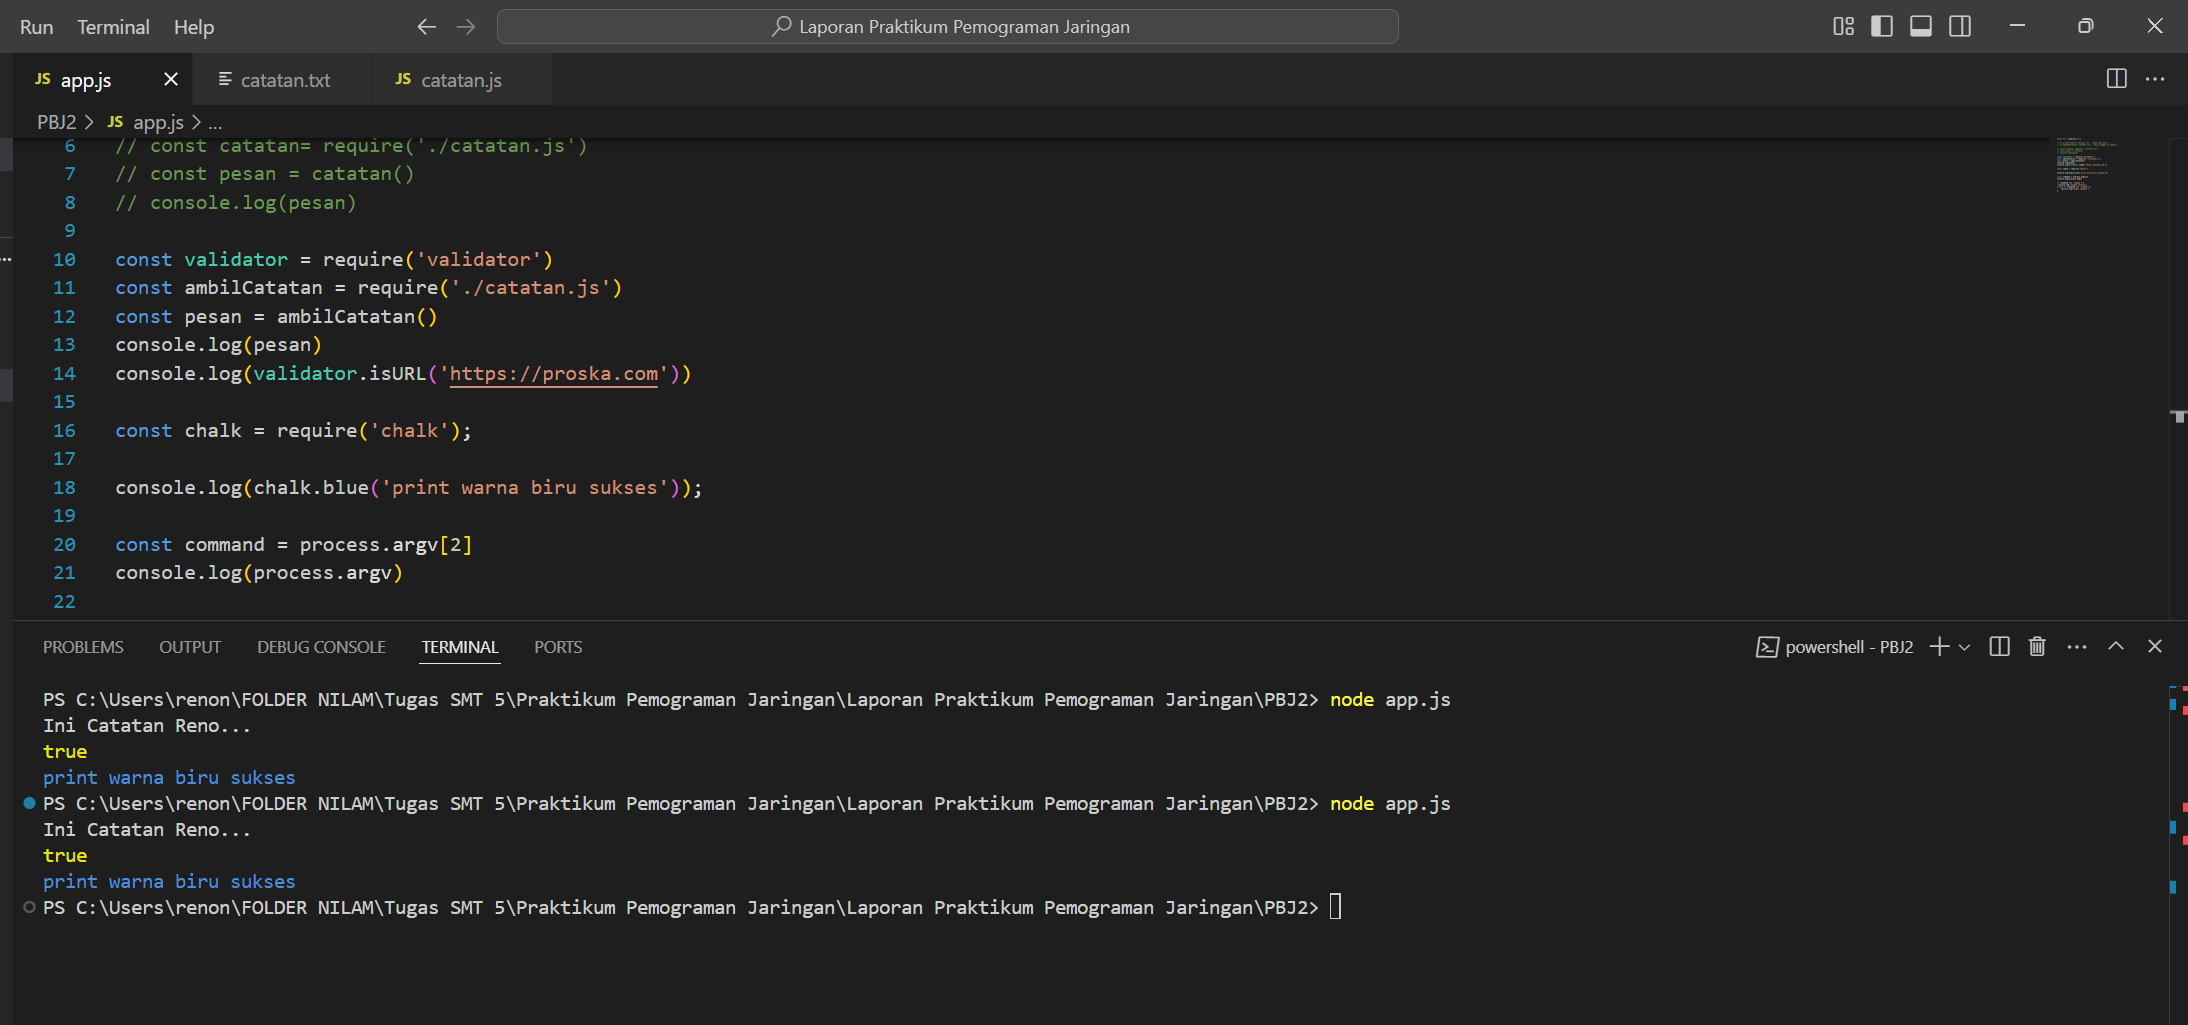 Run Terminal Help
Laporan Praktikum Pemograman Jaringan
JS app.js
catatan.txt
JS catatan.js
PBJ2 > JS app.js > ...
6 // const catatan= require('./catatan.js')
7 // const pesan = catatan()
8 // console.log(pesan)
9
10 const validator = require('validator')
11 const ambilCatatan = require('./catatan.js')
12 const pesan = ambilCatatan()
13 console.log(pesan)
14 console.log(validator.isURL('https://proska.com'))
15
16 const chalk = require('chalk');
17
18 console.log(chalk.blue('print warna biru sukses'));
19
20 const command = process.argv[2]
21 console.log(process.argv)
22
PROBLEMS OUTPUT DEBUG CONSOLE TERMINAL PORTS
powershell - PBJ2
PS C:\Users\renon\FOLDER NILAM\Tugas SMT 5\Praktikum Pemograman Jaringan\Laporan Praktikum Pemograman Jaringan\PBJ2> node app.js
Ini Catatan Reno...
true
print warna biru sukses
PS C:\Users\renon\FOLDER NILAM\Tugas SMT 5\Praktikum Pemograman Jaringan\Laporan Praktikum Pemograman Jaringan\PBJ2> node app.js
Ini Catatan Reno...
true
print warna biru sukses
PS C:\Users\renon\FOLDER NILAM\Tugas SMT 5\Praktikum Pemograman Jaringan\Laporan Praktikum Pemograman Jaringan\PBJ2>